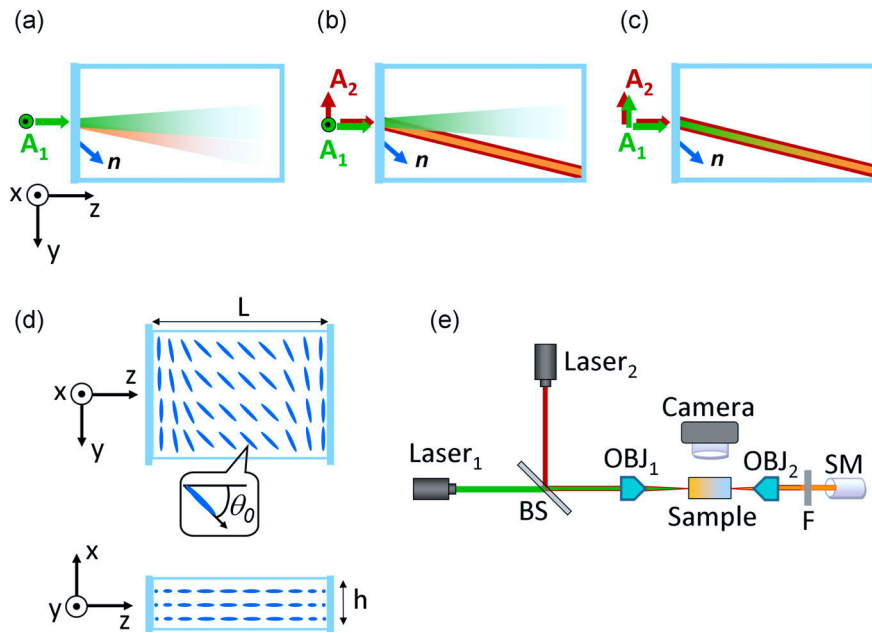 (a)
(b)
(c)
A₁
n
A₂
A₁
n
A₂
A₁
n
x
z
y
(d)
L
x
z
y
θ₀
x
y
z
h
(e)
Laser₂
Camera
Laser₁
OBJ₁
OBJ₂
SM
BS
Sample
F